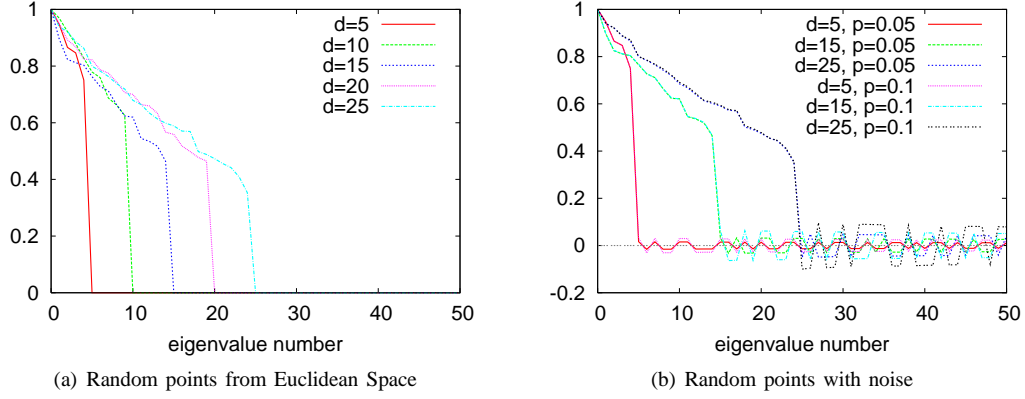 1
0.8
0.6
0.4
0.2
0
0 10 20 30 40 50
eigenvalue number
d=5
d=10
d=15
d=20
d=25
(a) Random points from Euclidean Space
1
0.8
0.6
0.4
0.2
0
-0.2
0 10 20 30 40 50
eigenvalue number
d=5, p=0.05
d=15, p=0.05
d=25, p=0.05
d=5, p=0.1
d=15, p=0.1
d=25, p=0.1
(b) Random points with noise